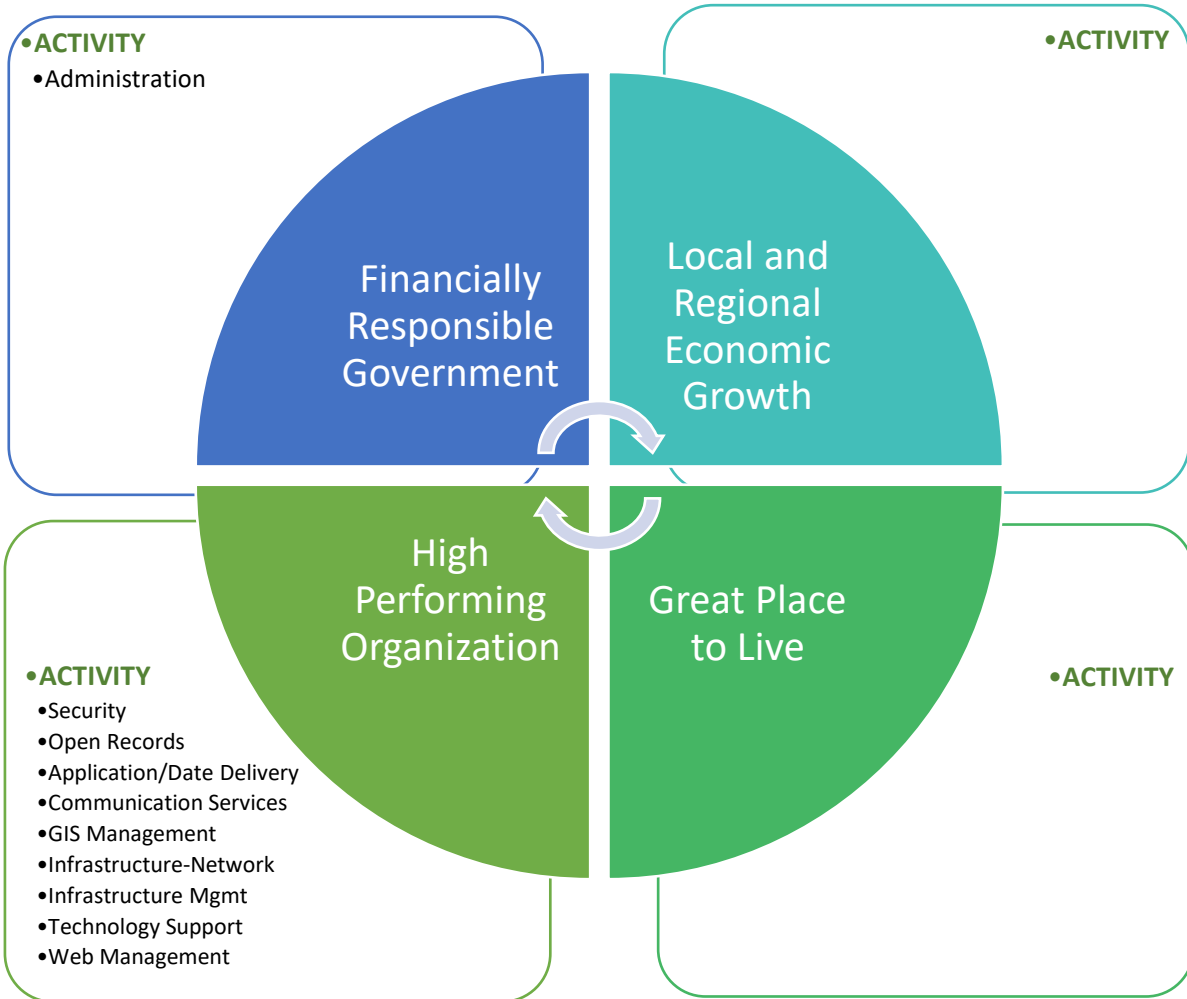 •ACTIVITY
•Administration
•ACTIVITY
Financially
Responsible
Government
Local and
Regional
Economic
Growth
High
Performing
Organization
Great Place
to Live
•ACTIVITY
•Security
•Open Records
•Application/Date Delivery
•Communication Services
•GIS Management
•Infrastructure-Network
•Infrastructure Mgmt
•Technology Support
•Web Management
•ACTIVITY